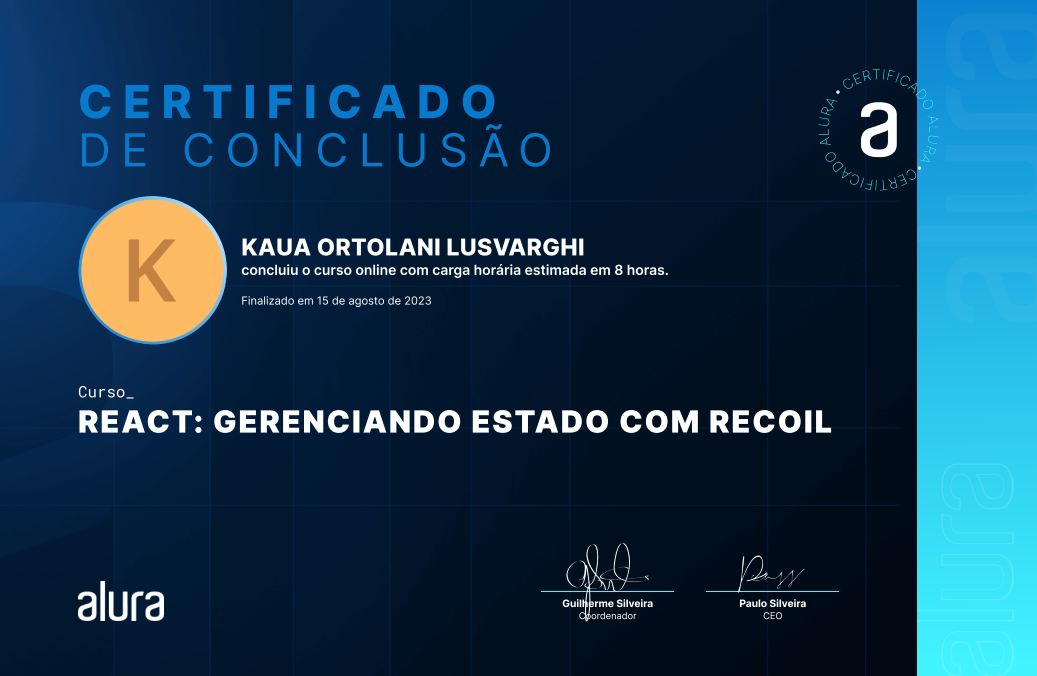 CERTIFICADO
DE CONCLUSÃO
• CERTIFICADO ALURA • CERTIFICADO ALURA
a
K
KAUA ORTOLANI LUSVARGHI
concluiu o curso online com carga horária estimada em 8 horas.
Finalizado em 15 de agosto de 2023
Curso_
REACT: GERENCIANDO ESTADO COM RECOIL
alura
Guilherme Silveira
Coordenador
Paulo Silveira
CEO
alura
alura